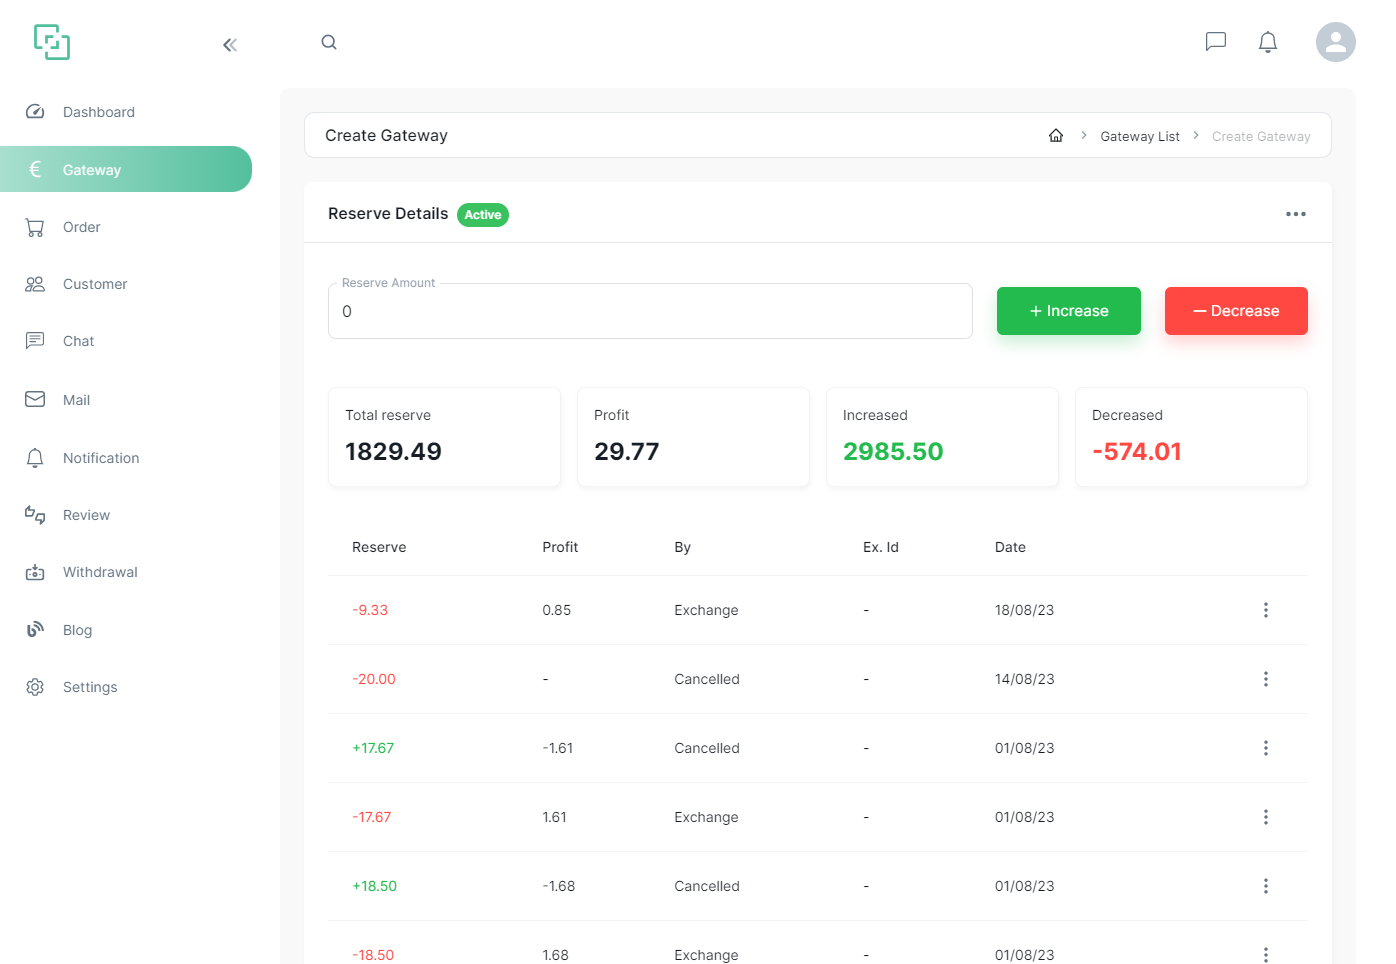 Dashboard
Gateway
Order
Customer
Chat
Mail
Notification
Review
Withdrawal
Blog
Settings
Create Gateway
Gateway List > Create Gateway
Reserve Details Active
Reserve Amount
0
+ Increase
− Decrease
Total reserve
1829.49
Profit
29.77
Increased
2985.50
Decreased
-574.01
Reserve Profit By Ex. Id Date
-9.33 0.85 Exchange - 18/08/23
-20.00 - Cancelled - 14/08/23
+17.67 -1.61 Cancelled - 01/08/23
-17.67 1.61 Exchange - 01/08/23
+18.50 -1.68 Cancelled - 01/08/23
-18.50 1.68 Exchange - 01/08/23